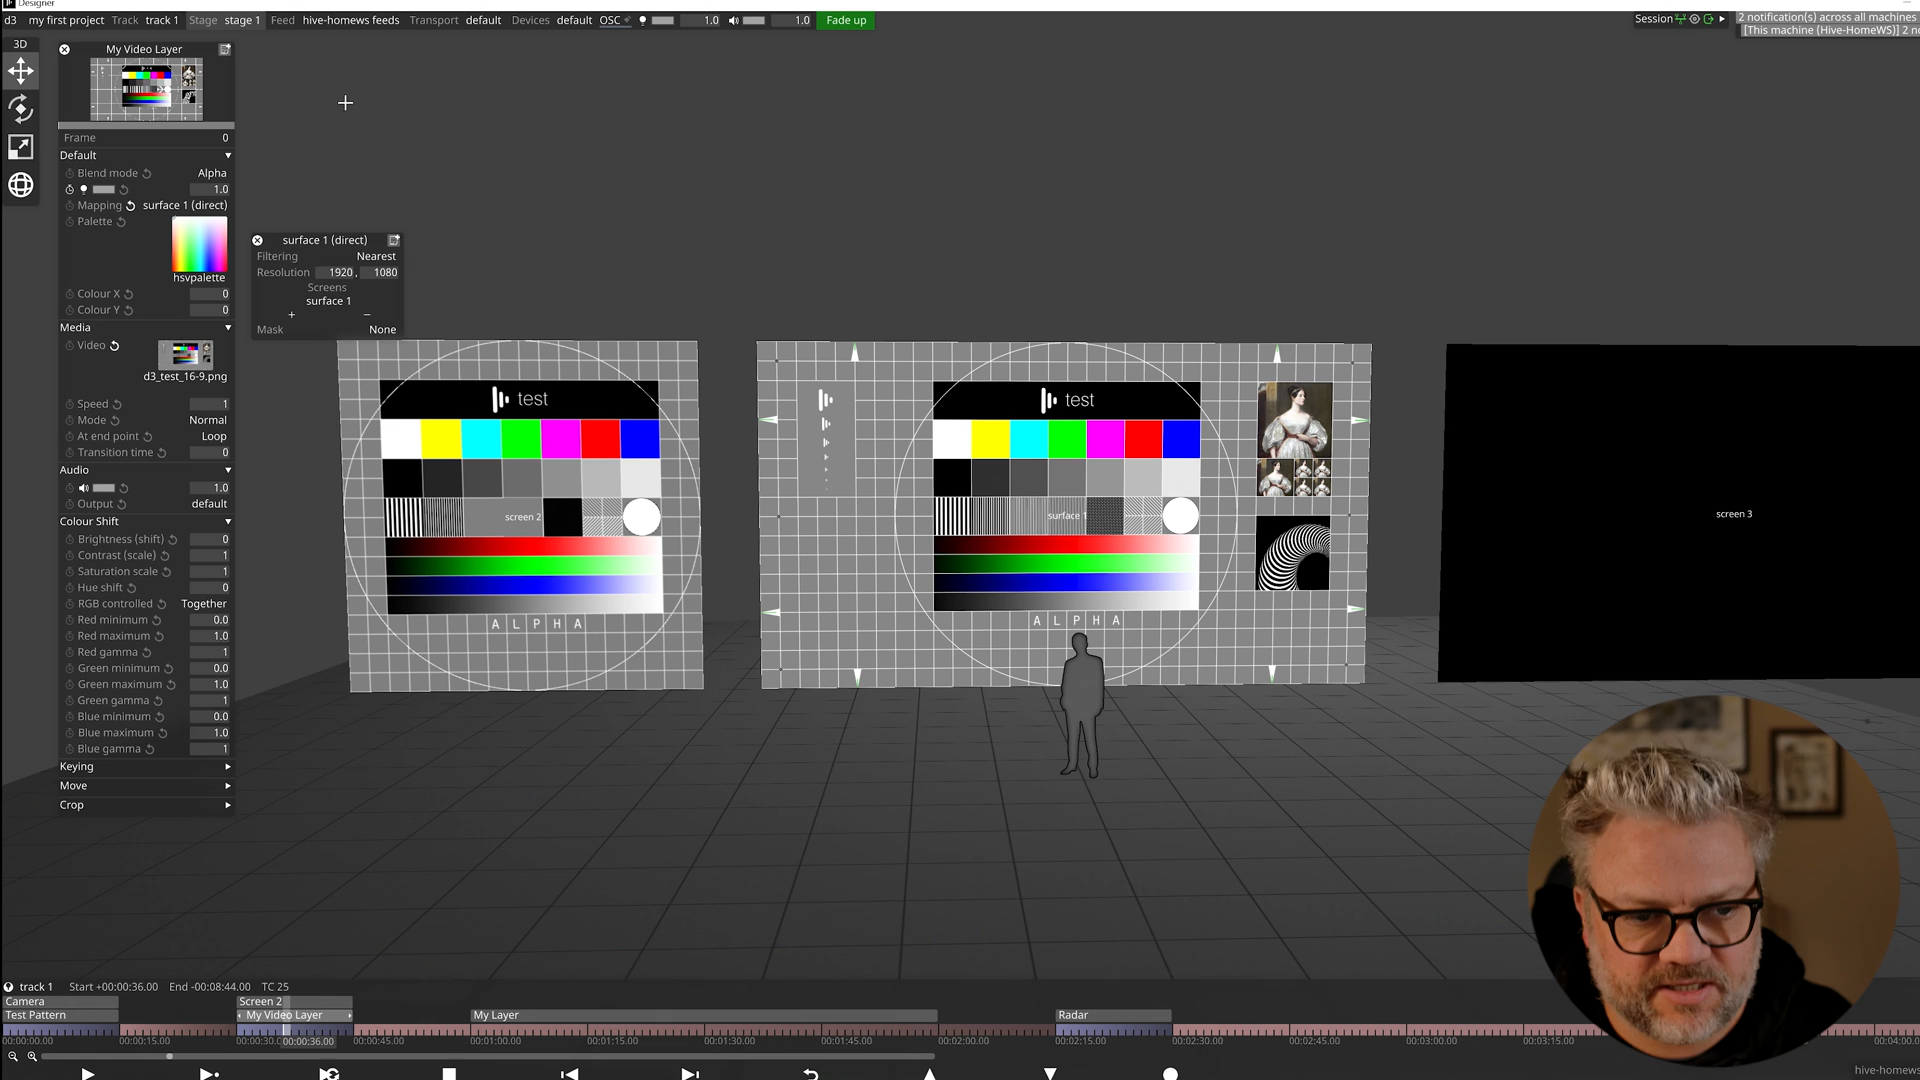 Designer
d3 my first project Track track 1 Stage stage 1 Feed hive-homews feeds Transport default Devices default OSC 1.0 1.0 Fade up
Session 2 notification(s) across all machines
[This machine (Hive-HomeWS)] 2 no
3D
My Video Layer
Frame 0
Default
Blend mode Alpha
1.0
Mapping surface 1 (direct)
Palette
hsvpalette
Colour X 0
Colour Y 0
Media
Video
d3_test_16-9.png
Speed 1
Mode Normal
At end point Loop
Transition time 0
Audio
1.0
Output default
Colour Shift
Brightness (shift) 0
Contrast (scale) 1
Saturation scale 1
Hue shift 0
RGB controlled Together
Red minimum 0.0
Red maximum 1.0
Red gamma 1
Green minimum 0.0
Green maximum 1.0
Green gamma 1
Blue minimum 0.0
Blue maximum 1.0
Blue gamma 1
Keying
Move
Crop
surface 1 (direct)
Filtering Nearest
Resolution 1920, 1080
Screens
surface 1
+ −
Mask None
test
screen 2
A L P H A
test
surface 1
A L P H A
screen 3
track 1 Start +00:00:36.00 End -00:08:44.00 TC 25
Camera Screen 2
Test Pattern My Video Layer My Layer Radar
00:00:00.00 00:00:15.00 00:00:30.0 00:00:36.00 00:00:45.00 00:01:00.00 00:01:15.00 00:01:30.00 00:01:45.00 00:02:00.00 00:02:15.00 00:02:30.00 00:02:45.00 00:03:00.00 00:03:15.00 00:04:00.0
hive-homews